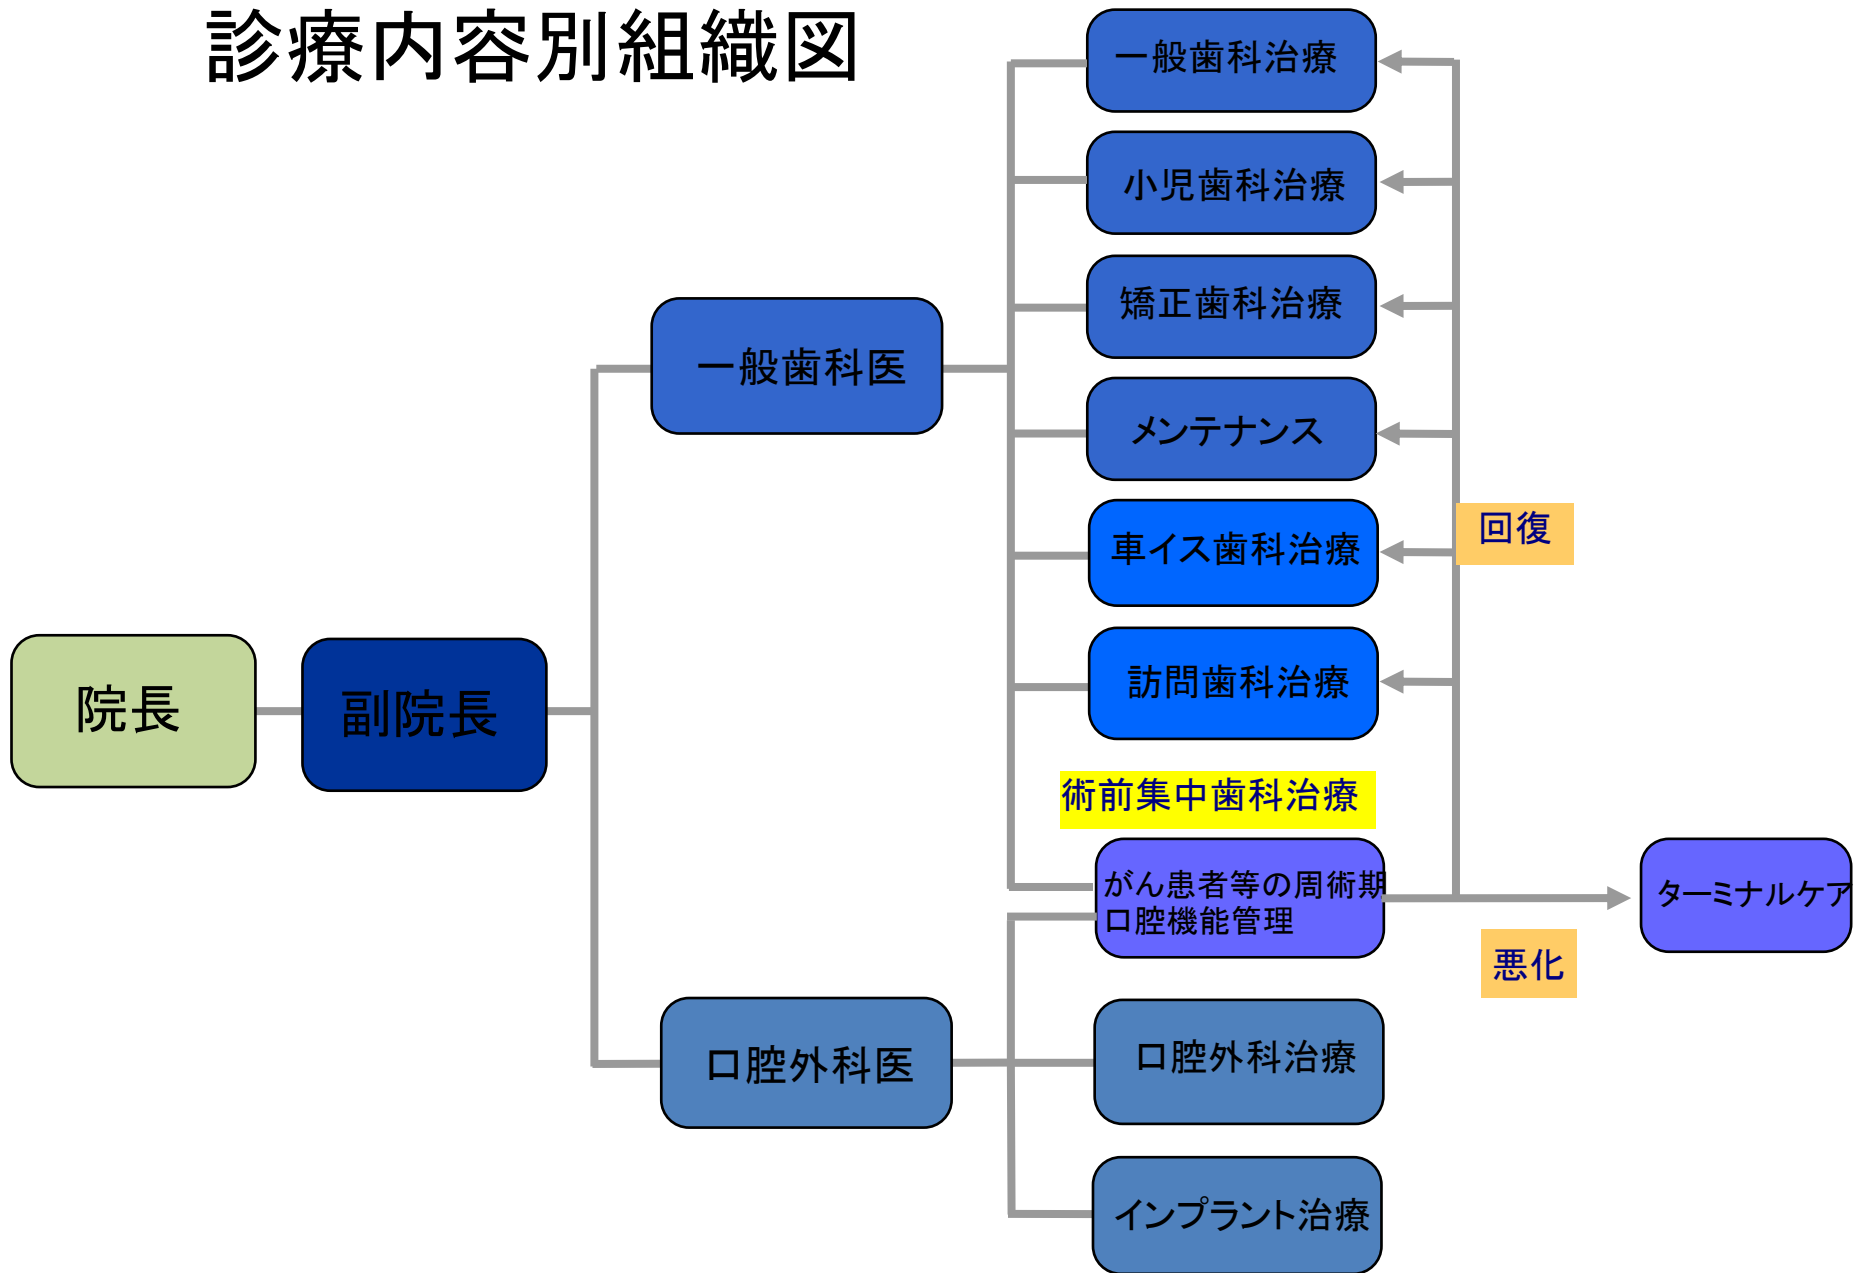 診療内容別組織図
院長
副院長
一般歯科医
口腔外科医
一般歯科治療
小児歯科治療
矯正歯科治療
メンテナンス
車イス歯科治療
訪問歯科治療
術前集中歯科治療
がん患者等の周術期
口腔機能管理
口腔外科治療
インプラント治療
回復
悪化
ターミナルケア